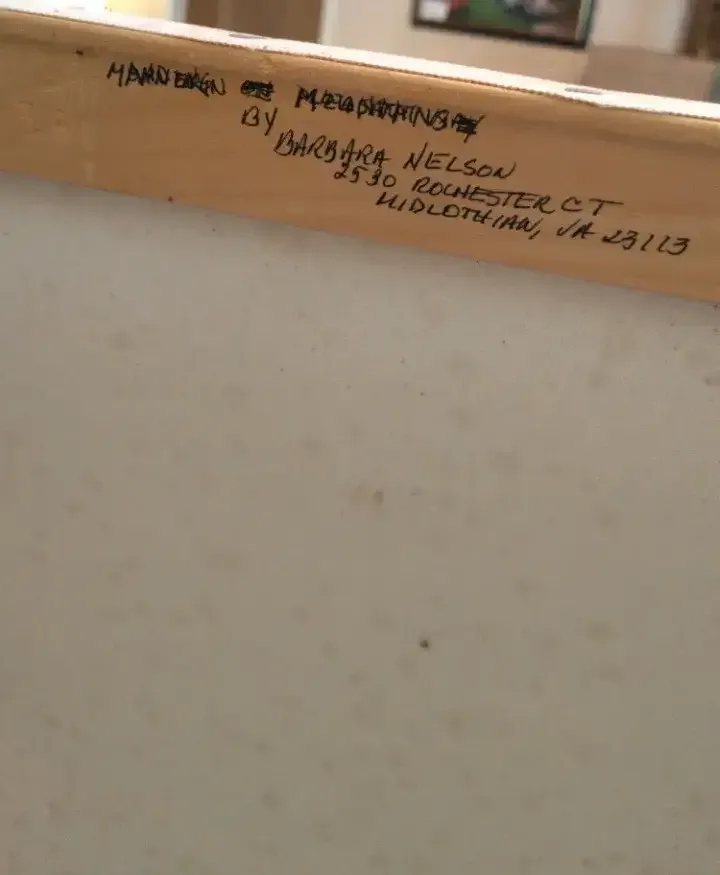 BY
BARBARA NELSON
2530 ROCHESTER CT
MIDLOTHIAN, VA 23113